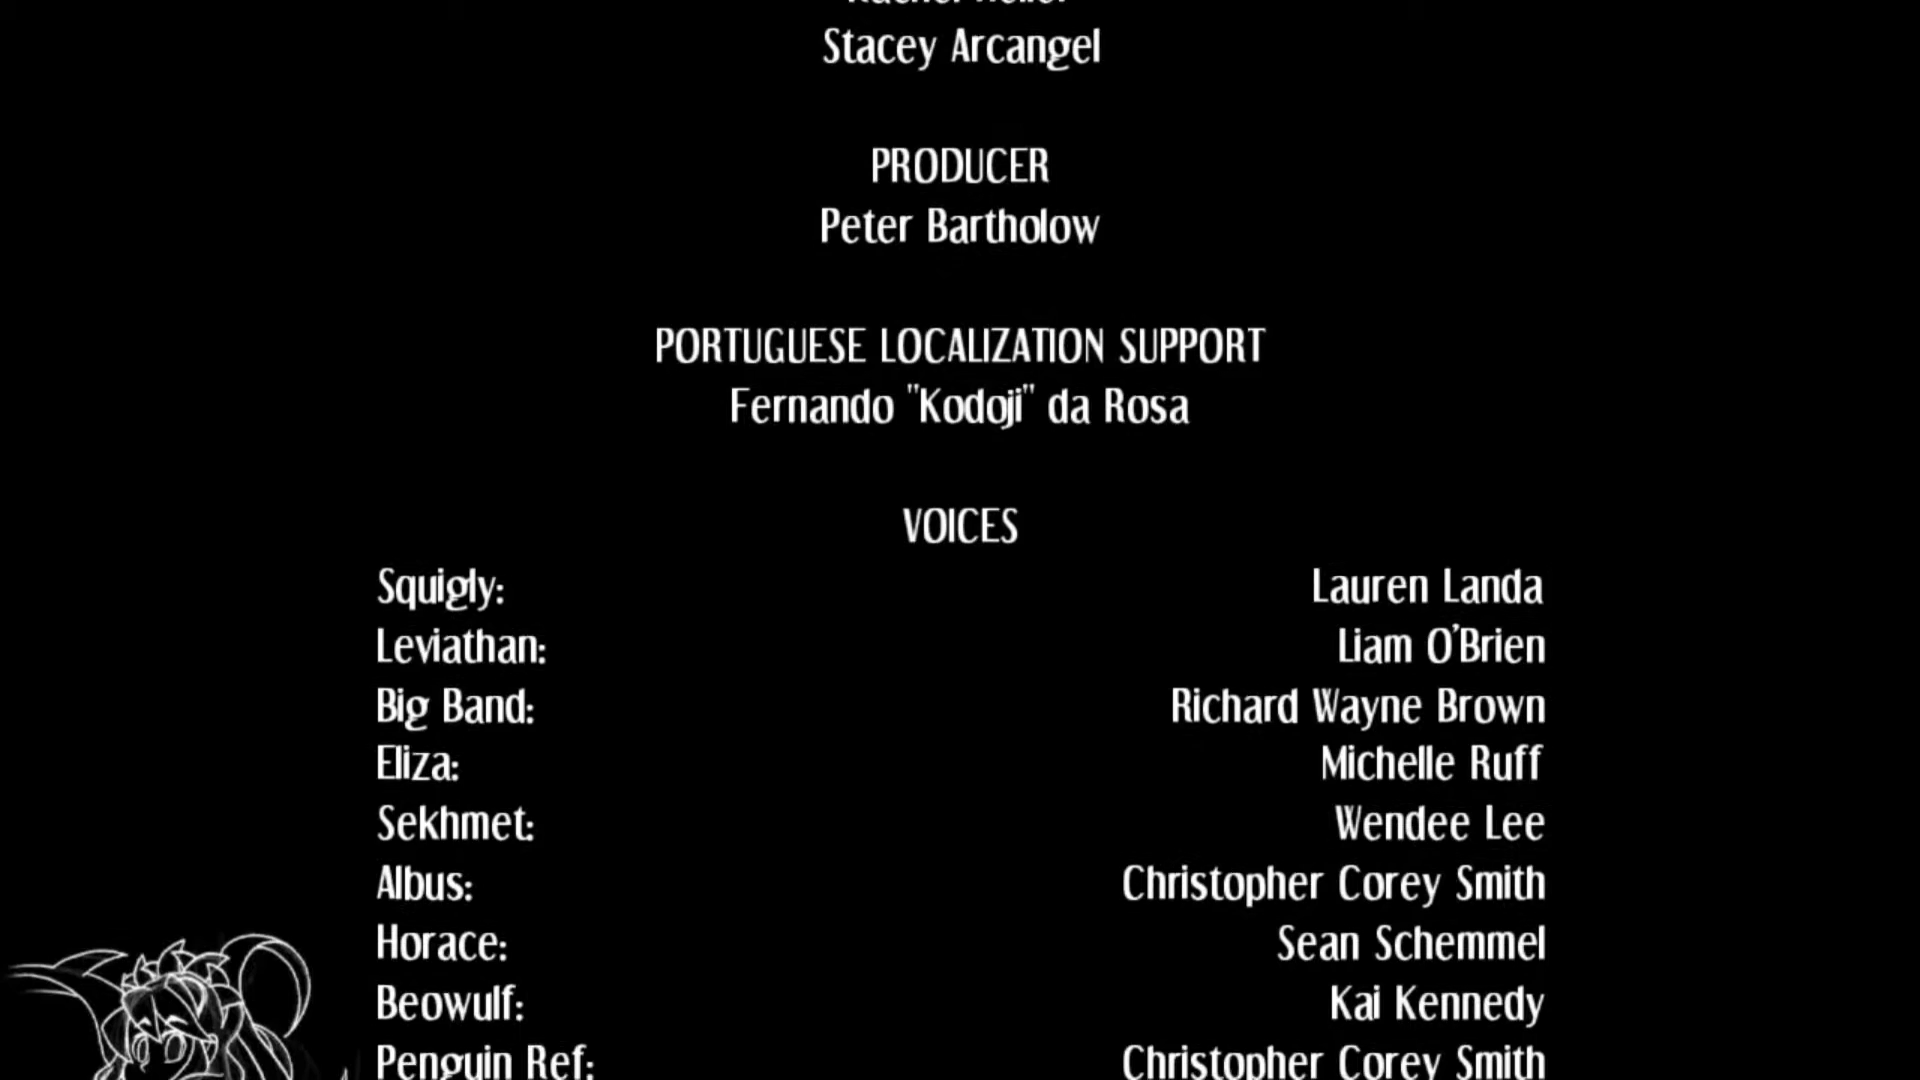 Stacey Arcangel
PRODUCER
Peter Bartholow
PORTUGUESE LOCALIZATION SUPPORT
Fernando "Kodoji" da Rosa
VOICES
Squigly: Lauren Landa
Leviathan: Liam O'Brien
Big Band: Richard Wayne Brown
Eliza: Michelle Ruff
Sekhmet: Wendee Lee
Albus: Christopher Corey Smith
Horace: Sean Schemmel
Beowulf: Kai Kennedy
Penguin Ref: Christopher Corey Smith